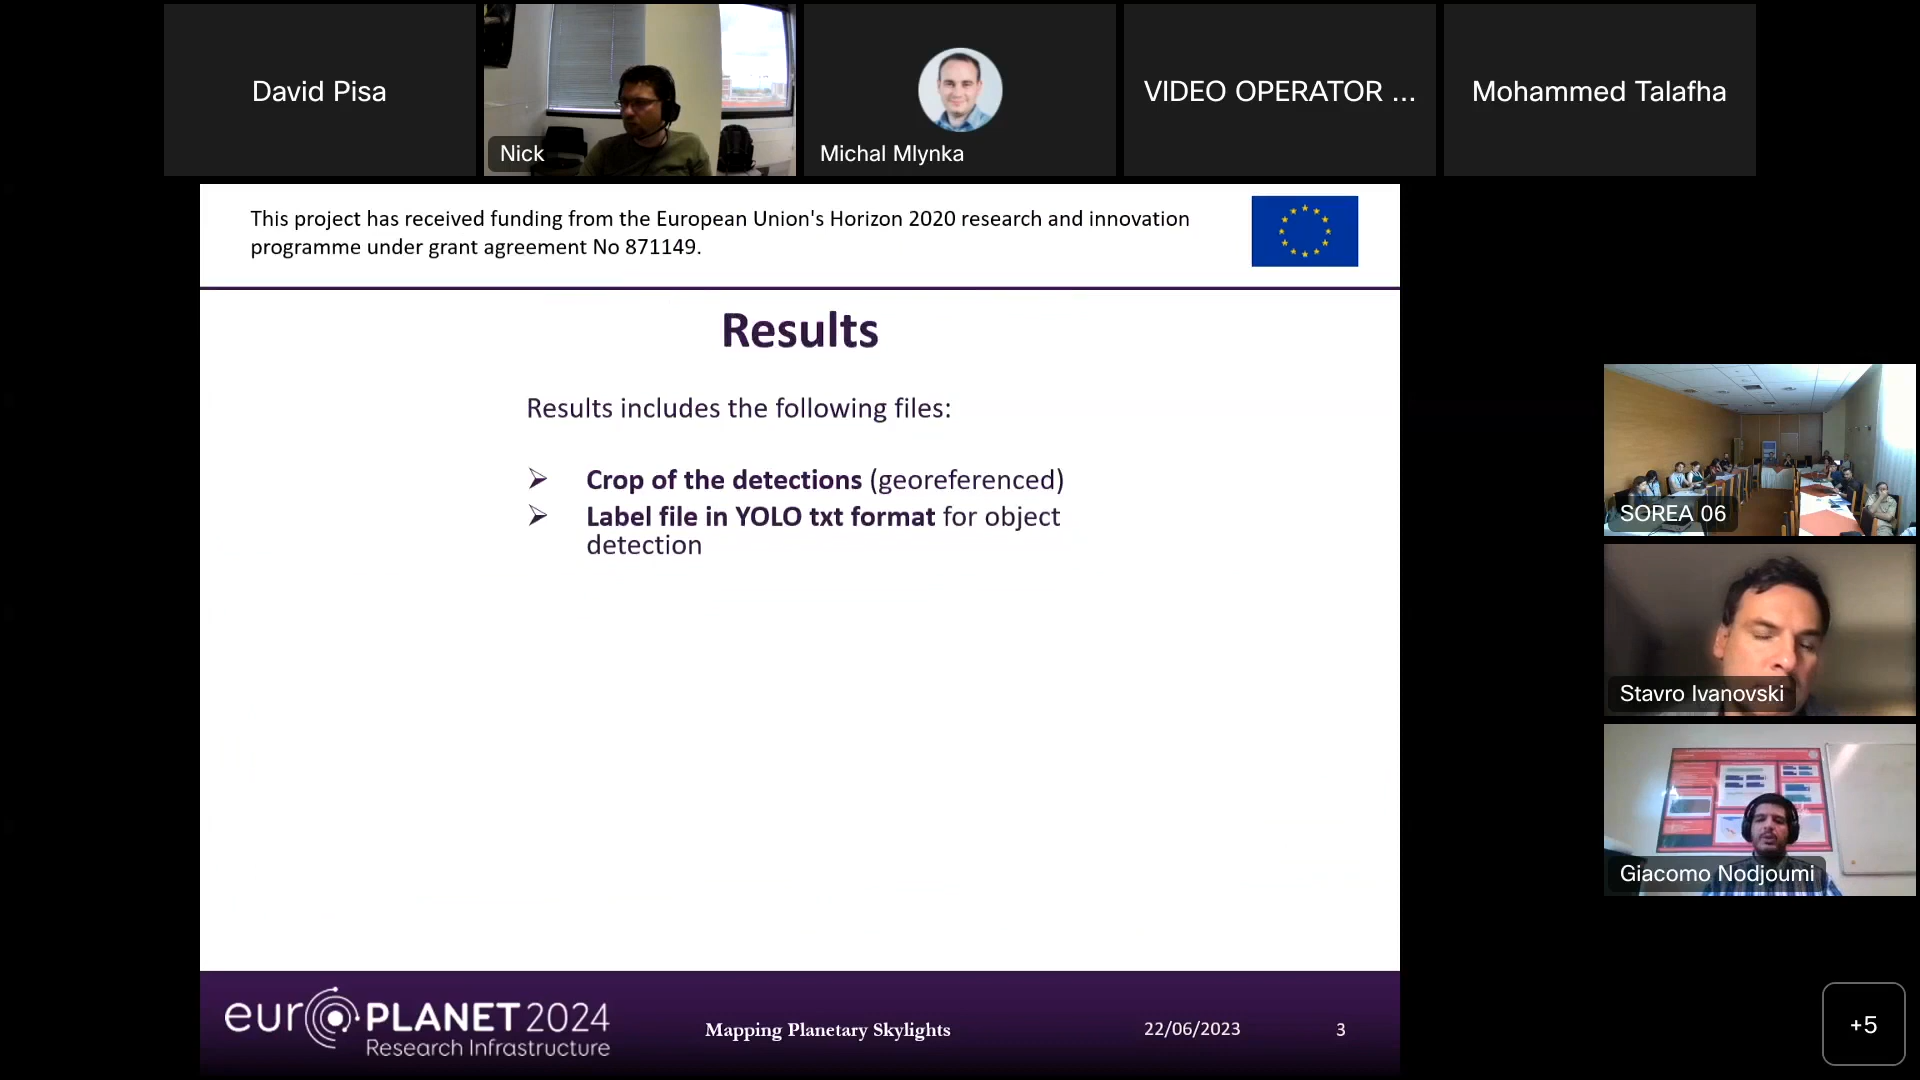 David Pisa
Nick
Michal Mlynka
VIDEO OPERATOR ...
Mohammed Talafha
This project has received funding from the European Union's Horizon 2020 research and innovation
programme under grant agreement No 871149.
Results
Results includes the following files:
➢ Crop of the detections (georeferenced)
➢ Label file in YOLO txt format for object
detection
SOREA 06
Stavro Ivanovski
Giacomo Nodjoumi
eur PLANET 2024
Research Infrastructure
Mapping Planetary Skylights
22/06/2023
3
+5